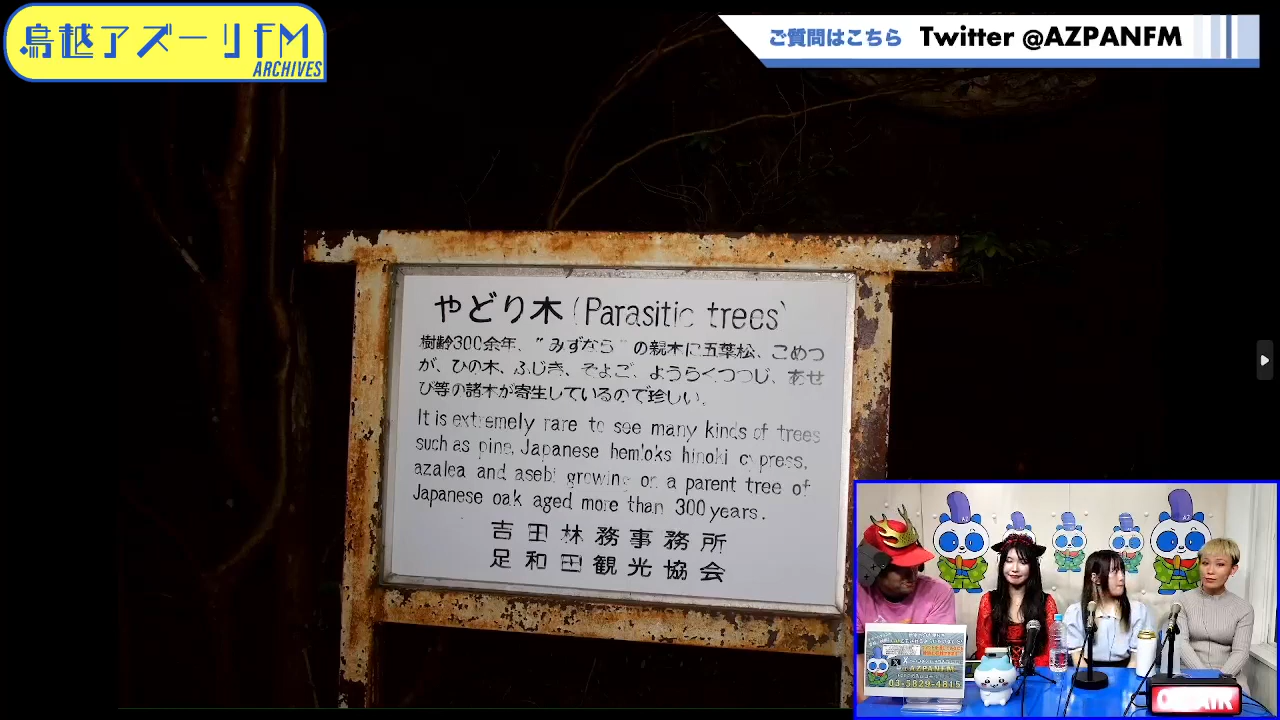 鳥越アズーリFM
ARCHIVES
ご質問はこちら Twitter @AZPANFM
やどり木(Parasitic trees)
樹齢300余年、"みずなら"の親木に五葉松、こめつ
が、ひの木、ふじき、そよご、ようらくつつじ、あせ
び等の諸木が寄生しているので珍しい。
It is extremely rare to see many kinds of trees
such as pine, Japanese hemloks hinoki cypress,
azalea and asebi growing on a parent tree of
Japanese oak aged more than 300 years.
吉田林務事務所
足和田観光協会
AZPANFM
03-5829-4815
ON AIR